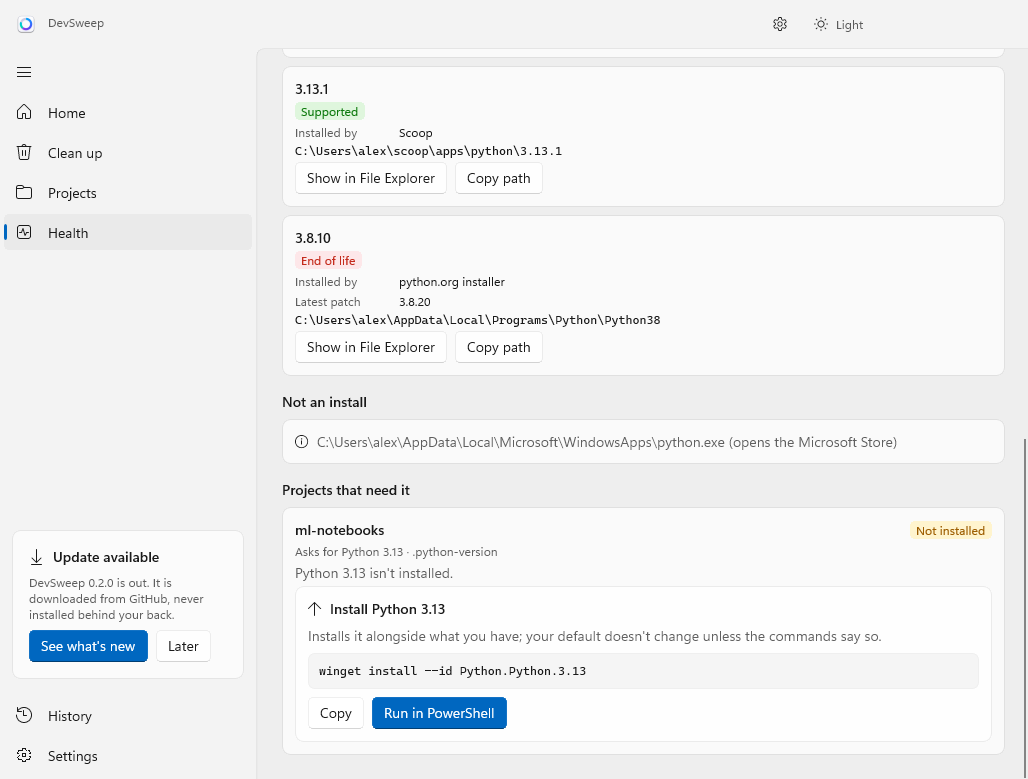 DevSweep
Light
Home
Clean up
Projects
Health
3.13.1
Supported
Installed by Scoop
C:\Users\alex\scoop\apps\python\3.13.1
Show in File Explorer Copy path
3.8.10
End of life
Installed by python.org installer
Latest patch 3.8.20
C:\Users\alex\AppData\Local\Programs\Python\Python38
Show in File Explorer Copy path
Not an install
C:\Users\alex\AppData\Local\Microsoft\WindowsApps\python.exe (opens the Microsoft Store)
Projects that need it
ml-notebooks Not installed
Asks for Python 3.13 · .python-version
Python 3.13 isn't installed.
Install Python 3.13
Installs it alongside what you have; your default doesn't change unless the commands say so.
winget install --id Python.Python.3.13
Copy Run in PowerShell
Update available
DevSweep 0.2.0 is out. It is
downloaded from GitHub, never
installed behind your back.
See what's new Later
History
Settings